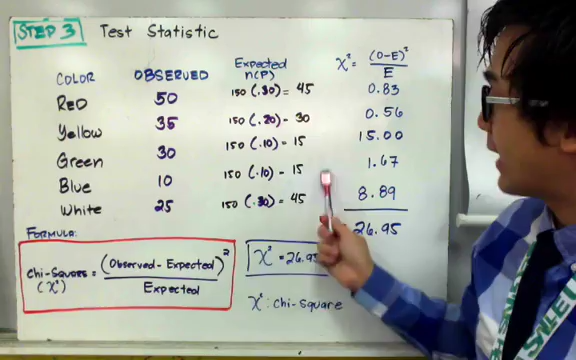 STEP 3 Test Statistic
COLOR OBSERVED Expected n(P) χ² = (O-E)² / E
RED 50 150 (.30) = 45 0.83
Yellow 35 150 (.20) - 30 0.56
Green 30 150 (.10) = 15 15.00
Blue 10 150 (.10) - 15 1.67
White 25 150 (.30) = 45 8.89
26.95
FORMULA:
Chi-Square = (Observed - Expected)² / Expected
(χ²)
χ² = 26.95
χ² : chi-square